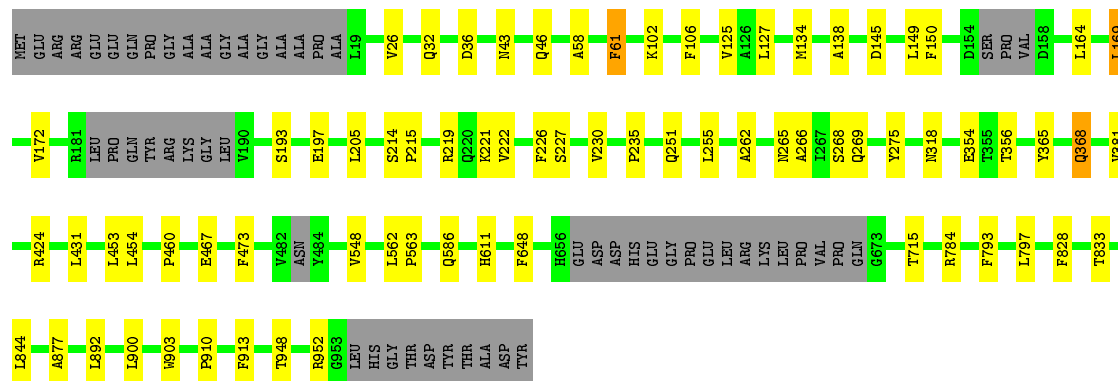 MET GLU ARG ARG GLU GLU GLN PRO GLY ALA ALA GLY ALA GLY ALA ALA PRO ALA L19 V26 Q32 D36 N43 Q46 A58 F61 K102 F106 V125 A126 L127 M134 A138 D145 L149 F150 D154 SER PRO VAL D158 L164 L169
V172 R181 LEU PRO GLN TYR ARG LYS GLY LEU V190 S193 E197 L205 S214 P215 R219 Q220 K221 V222 F226 S227 V230 P235 Q251 L255 A262 N265 A266 I267 S268 Q269 Y275 N318 E354 T355 T356 Y365 Q368
R424 L431 L453 L454 P460 E467 F473 V482 ASN Y484 V548 L562 P563 Q586 H611 F648 H656 GLU ASP ASP HIS GLU GLY PRO GLU LEU ARG LYS LEU PRO VAL PRO GLN G673 T715 R784 F793 L797 F828 T833
L844 A877 L892 L900 W903 P910 F913 T948 R952 G953 LEU HIS GLY THR ASP TYR THR ALA ASP TYR